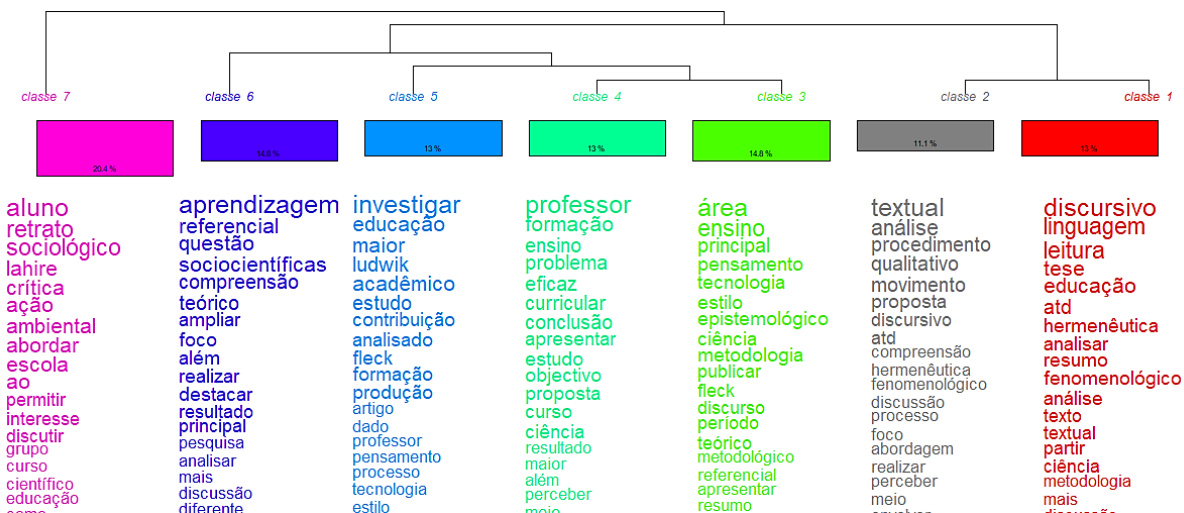 classe 7
classe 6
classe 5
classe 4
classe 3
classe 2
classe 1
20.4 %
14.8 %
13 %
13 %
14.8 %
11.1 %
13 %
aluno
retrato
sociológico
lahire
crítica
ação
ambiental
abordar
escola
ao
permitir
interesse
discutir
grupo
curso
científico
educação
aprendizagem
referencial
questão
sociocientíficas
compreensão
teórico
ampliar
foco
além
realizar
destacar
resultado
principal
pesquisa
analisar
mais
discussão
diferente
investigar
educação
maior
ludwik
acadêmico
estudo
contribuição
analisado
fleck
formação
produção
artigo
dado
professor
pensamento
processo
tecnologia
estilo
professor
formação
ensino
problema
eficaz
curricular
conclusão
apresentar
estudo
objectivo
proposta
curso
ciência
resultado
maior
além
perceber
meio
área
ensino
principal
pensamento
tecnologia
estilo
epistemológico
ciência
metodologia
publicar
fleck
discurso
período
teórico
metodológico
referencial
apresentar
resumo
textual
análise
procedimento
qualitativo
movimento
proposta
discursivo
atd
compreensão
hermenêutica
fenomenológico
discussão
processo
foco
abordagem
realizar
perceber
meio
discursivo
linguagem
leitura
tese
educação
atd
hermenêutica
analisar
resumo
fenomenológico
análise
texto
textual
partir
ciência
metodologia
mais